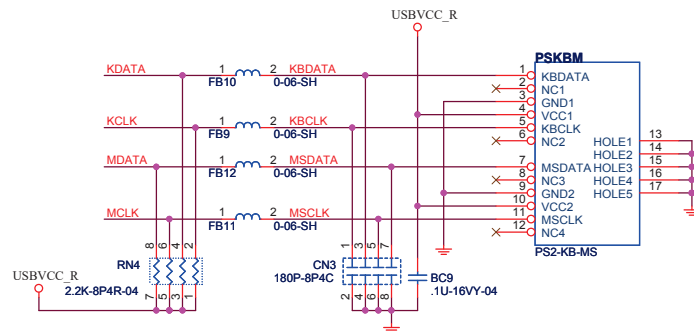 USBVCC_R
PSKBM
KDATA 1 2 KBDATA 1 KBDATA
FB10 0-06-SH 2 NC1
3 GND1
4 VCC1
KCLK 1 2 KBCLK 5 KBCLK
FB9 0-06-SH 6 NC2
HOLE1 13
HOLE2 14
MDATA 1 2 MSDATA 7 MSDATA HOLE3 15
FB12 0-06-SH 8 NC3 HOLE4 16
9 GND2 HOLE5 17
10 VCC2
MCLK 1 2 MSCLK 11 MSCLK
FB11 0-06-SH 12 NC4
PS2-KB-MS
8 6 4 2 1 3 5 7
RN4 CN3 BC9
USBVCC_R 2.2K-8P4R-04 180P-8P4C .1U-16VY-04
7 5 3 1 2 4 6 8